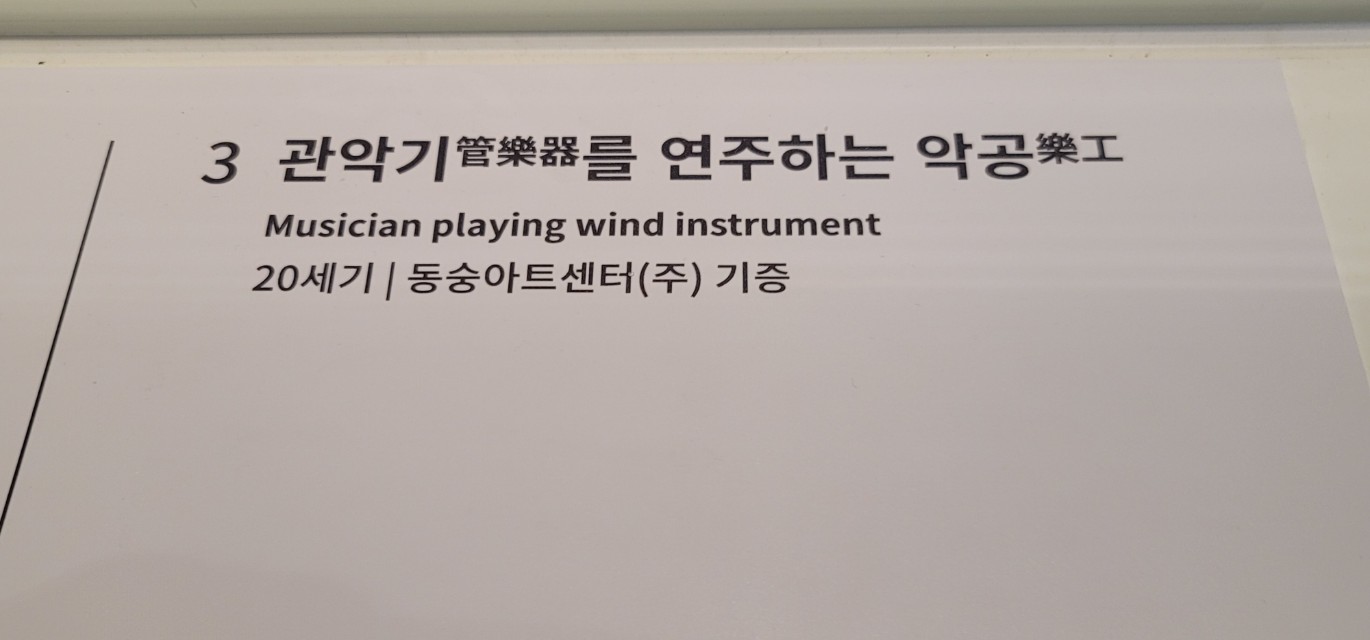 3 관악기管樂器를 연주하는 악공樂工
Musician playing wind instrument
20세기 | 동숭아트센터(주) 기증